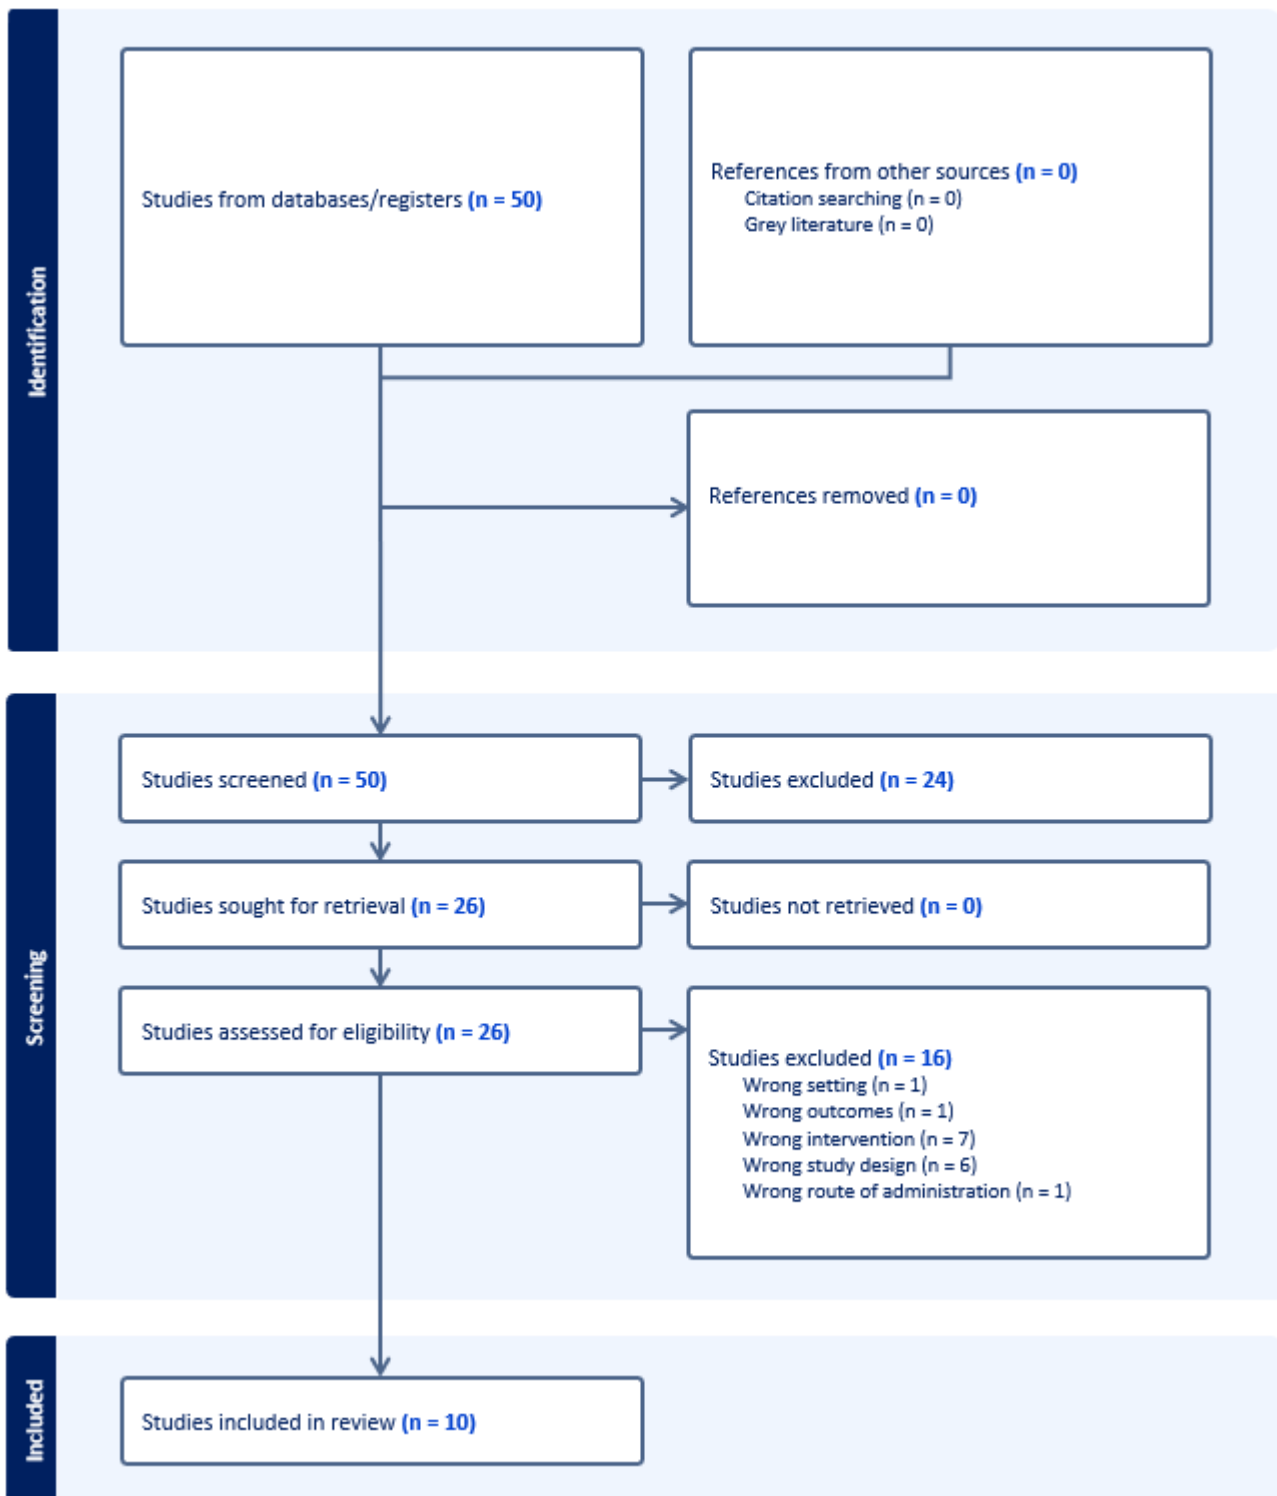 Identification
Studies from databases/registers (n = 50)
References from other sources (n = 0)
Citation searching (n = 0)
Grey literature (n = 0)
References removed (n = 0)
Screening
Studies screened (n = 50)
Studies excluded (n = 24)
Studies sought for retrieval (n = 26)
Studies not retrieved (n = 0)
Studies assessed for eligibility (n = 26)
Studies excluded (n = 16)
Wrong setting (n = 1)
Wrong outcomes (n = 1)
Wrong intervention (n = 7)
Wrong study design (n = 6)
Wrong route of administration (n = 1)
Included
Studies included in review (n = 10)